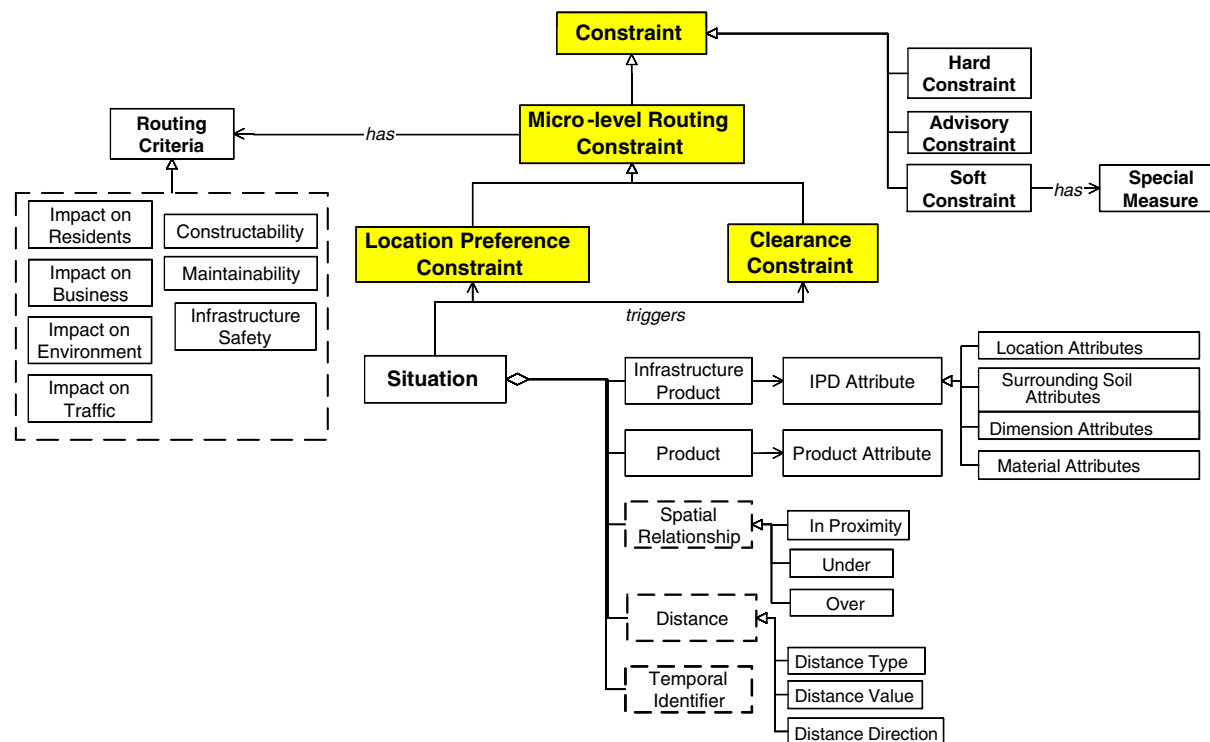 Constraint
Hard
Constraint
Advisory
Constraint
Soft
Constraint
has
Special
Measure
Micro-level Routing
Constraint
has
Routing
Criteria
Impact on
Residents
Constructability
Impact on
Business
Maintainability
Impact on
Environment
Infrastructure
Safety
Impact on
Traffic
Location Preference
Constraint
Clearance
Constraint
triggers
Situation
Infrastructure
Product
IPD Attribute
Location Attributes
Surrounding Soil
Attributes
Dimension Attributes
Material Attributes
Product
Product Attribute
Spatial
Relationship
In Proximity
Under
Over
Distance
Distance Type
Distance Value
Distance Direction
Temporal
Identifier